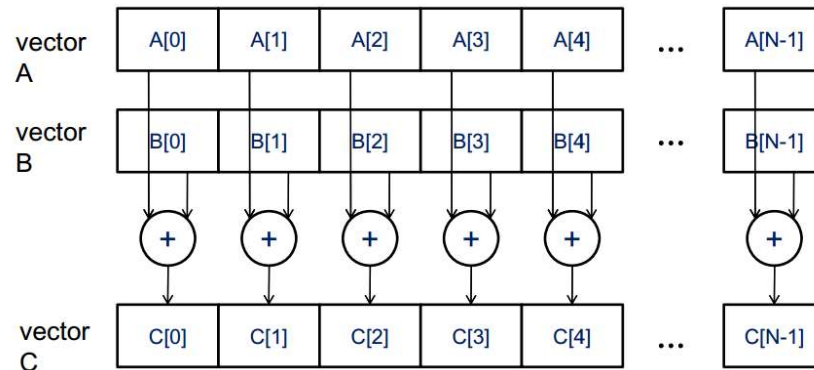 vector A
A[0] A[1] A[2] A[3] A[4] ... A[N-1]
vector B
B[0] B[1] B[2] B[3] B[4] ... B[N-1]
+ + + + + +
vector C
C[0] C[1] C[2] C[3] C[4] ... C[N-1]